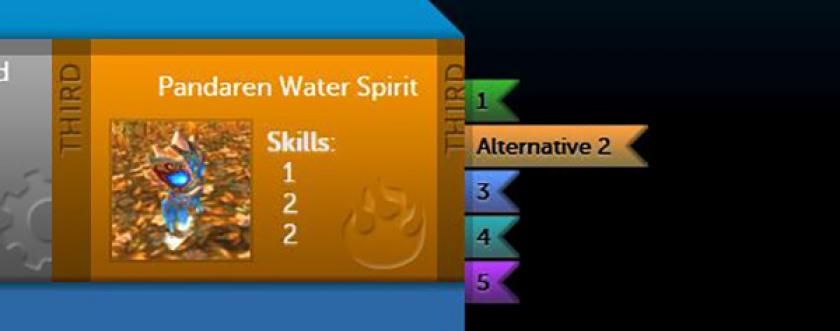 d
THIRD
Pandaren Water Spirit
THIRD
Skills:
1
2
2
1
Alternative 2
3
4
5